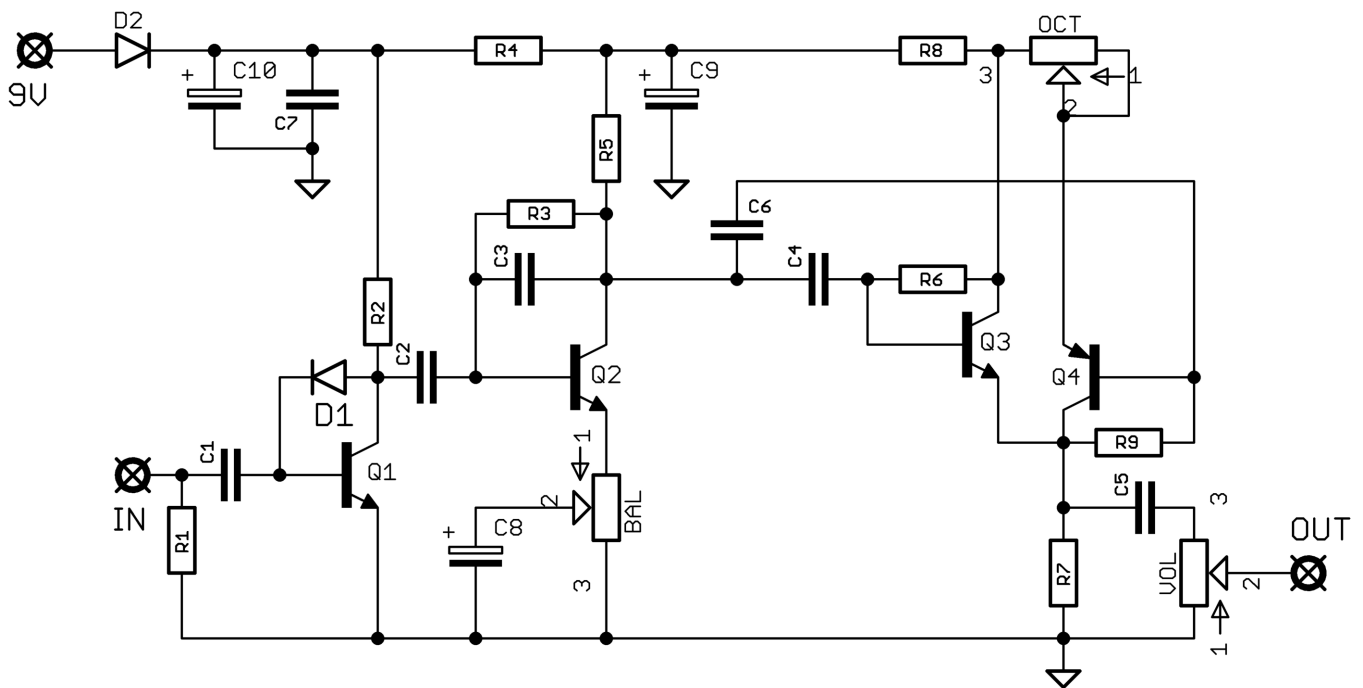 D2
OCT
R4
R8
+
C10
+
C9
3
1
9V
C7
2
R5
R3
C6
C3
C4
R6
R2
C2
Q3
Q2
Q4
D1
1
R9
C1
Q1
C5
3
2
BAL
IN
+
C8
OUT
R1
3
R7
VOL
2
1